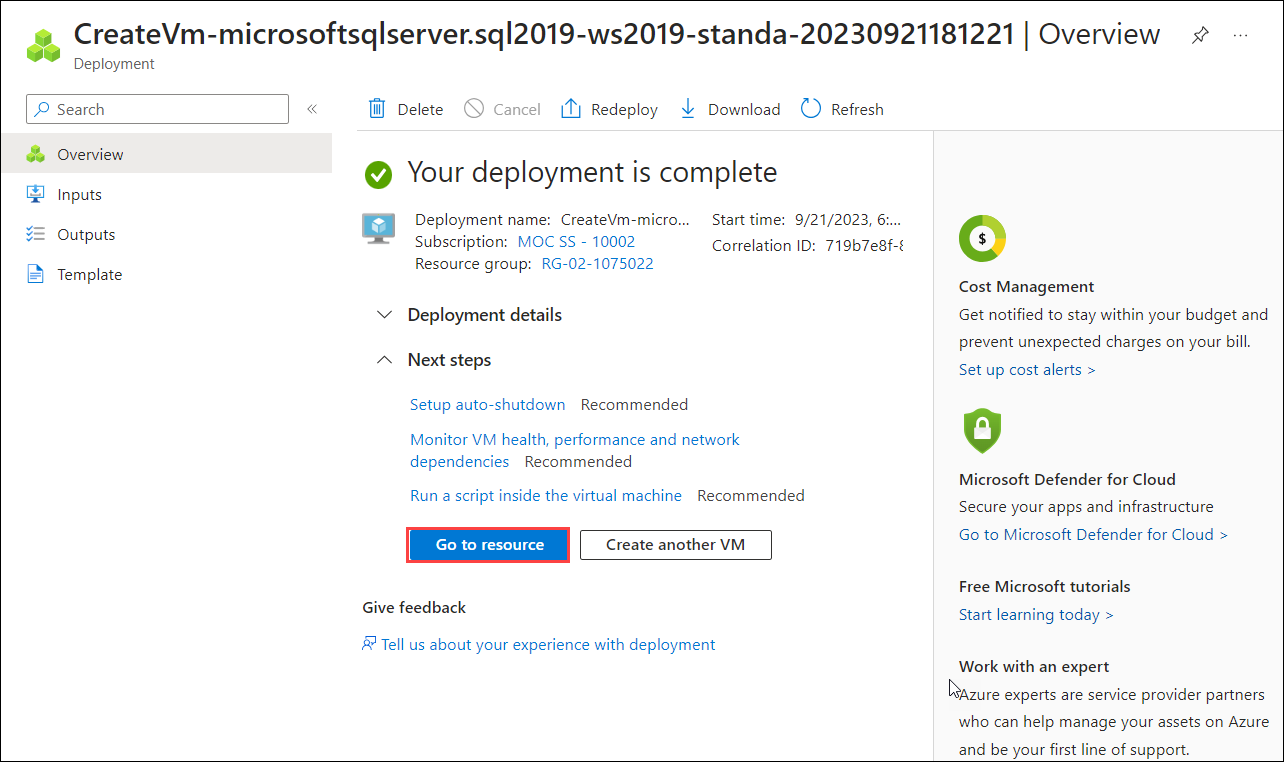 CreateVm-microsoftsqlserver.sql2019-ws2019-standa-20230921181221 | Overview
Deployment
Search
Overview
Inputs
Outputs
Template
Delete
Cancel
Redeploy
Download
Refresh
Your deployment is complete
Deployment name: CreateVm-micro...
Subscription: MOC SS - 10002
Resource group: RG-02-1075022
Start time: 9/21/2023, 6:...
Correlation ID: 719b7e8f-8
Deployment details
Next steps
Setup auto-shutdown Recommended
Monitor VM health, performance and network
dependencies Recommended
Run a script inside the virtual machine Recommended
Go to resource
Create another VM
Give feedback
Tell us about your experience with deployment
$
Cost Management
Get notified to stay within your budget and
prevent unexpected charges on your bill.
Set up cost alerts >
Microsoft Defender for Cloud
Secure your apps and infrastructure
Go to Microsoft Defender for Cloud >
Free Microsoft tutorials
Start learning today >
Work with an expert
Azure experts are service provider partners
who can help manage your assets on Azure
and be your first line of support.